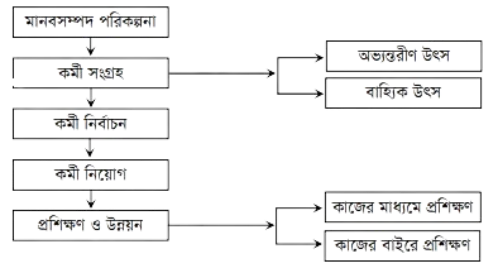 মানবসম্পদ পরিকল্পনা
কর্মী সংগ্রহ
অভ্যন্তরীণ উৎস
বাহ্যিক উৎস
কর্মী নির্বাচন
কর্মী নিয়োগ
প্রশিক্ষণ ও উন্নয়ন
কাজের মাধ্যমে প্রশিক্ষণ
কাজের বাইরে প্রশিক্ষণ